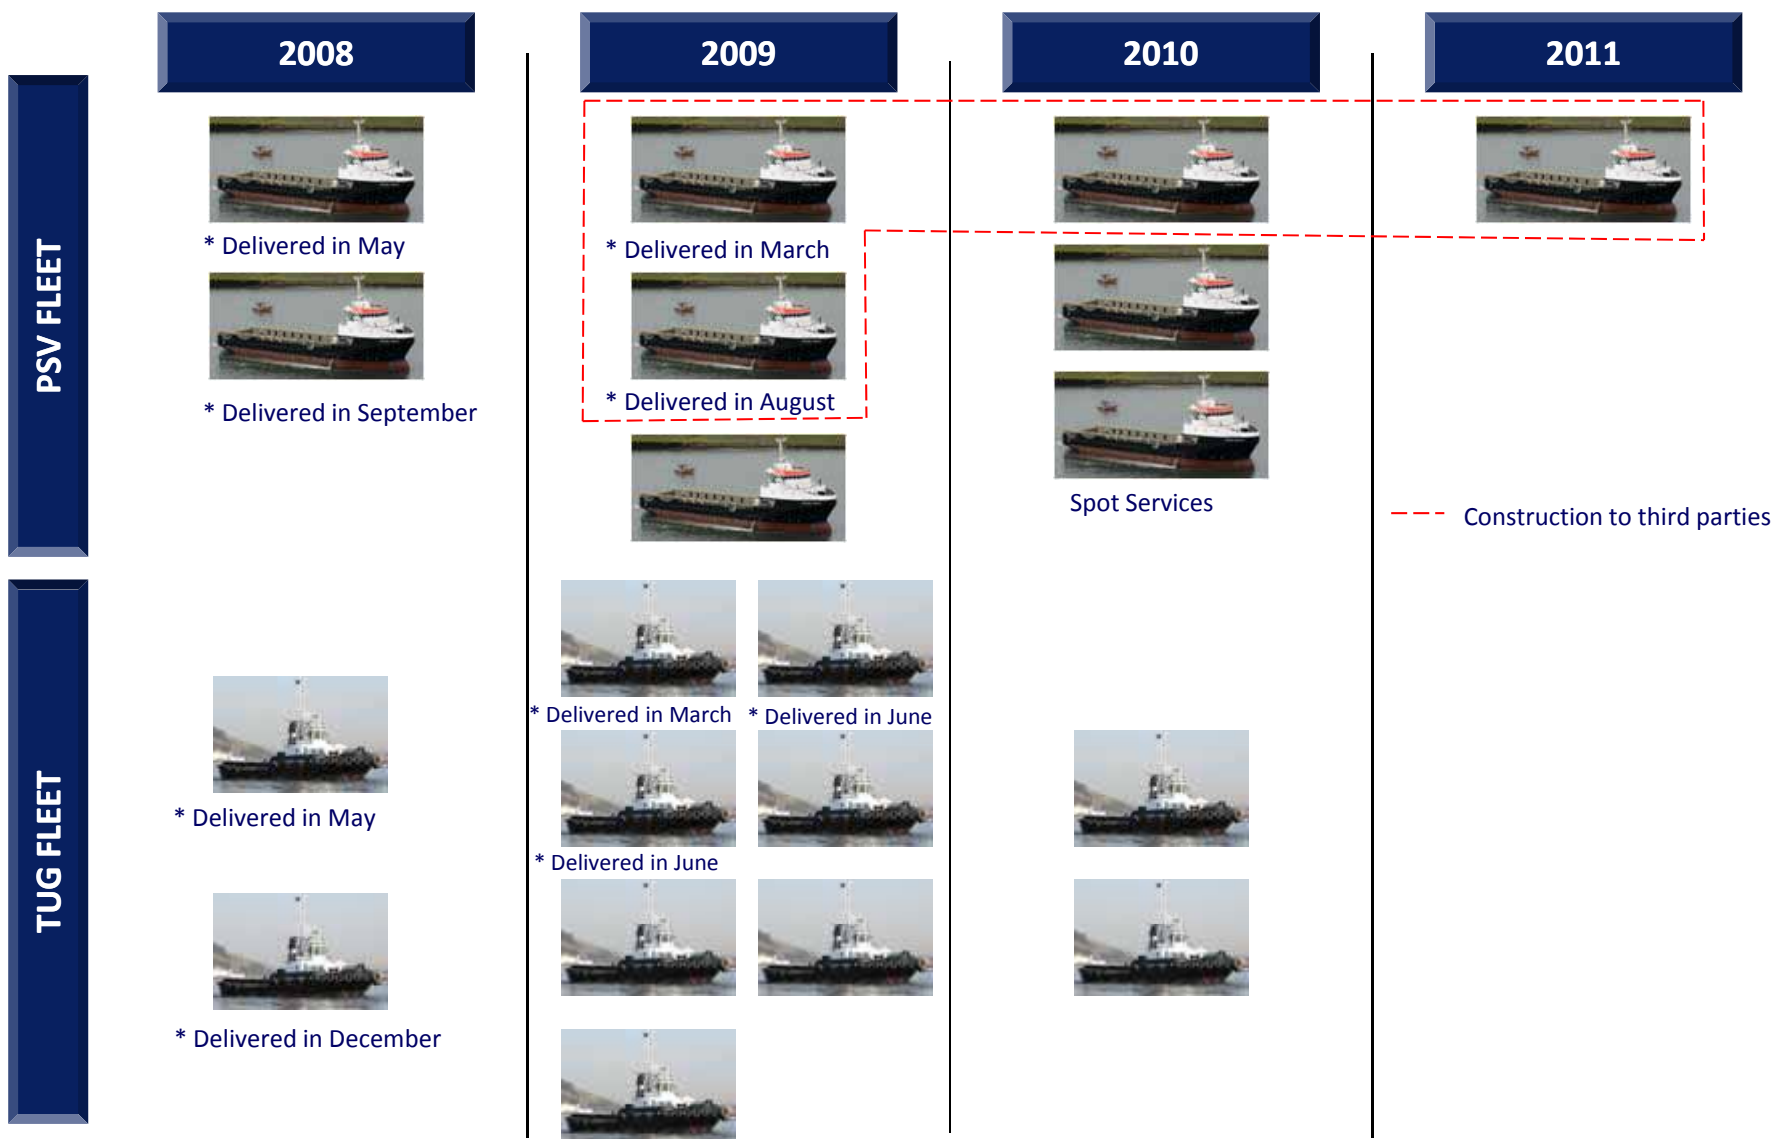 2008
2009
2010
2011
PSV FLEET
* Delivered in May
* Delivered in March
* Delivered in September
* Delivered in August
Spot Services
Construction to third parties
TUG FLEET
* Delivered in March
* Delivered in June
* Delivered in May
* Delivered in June
* Delivered in December